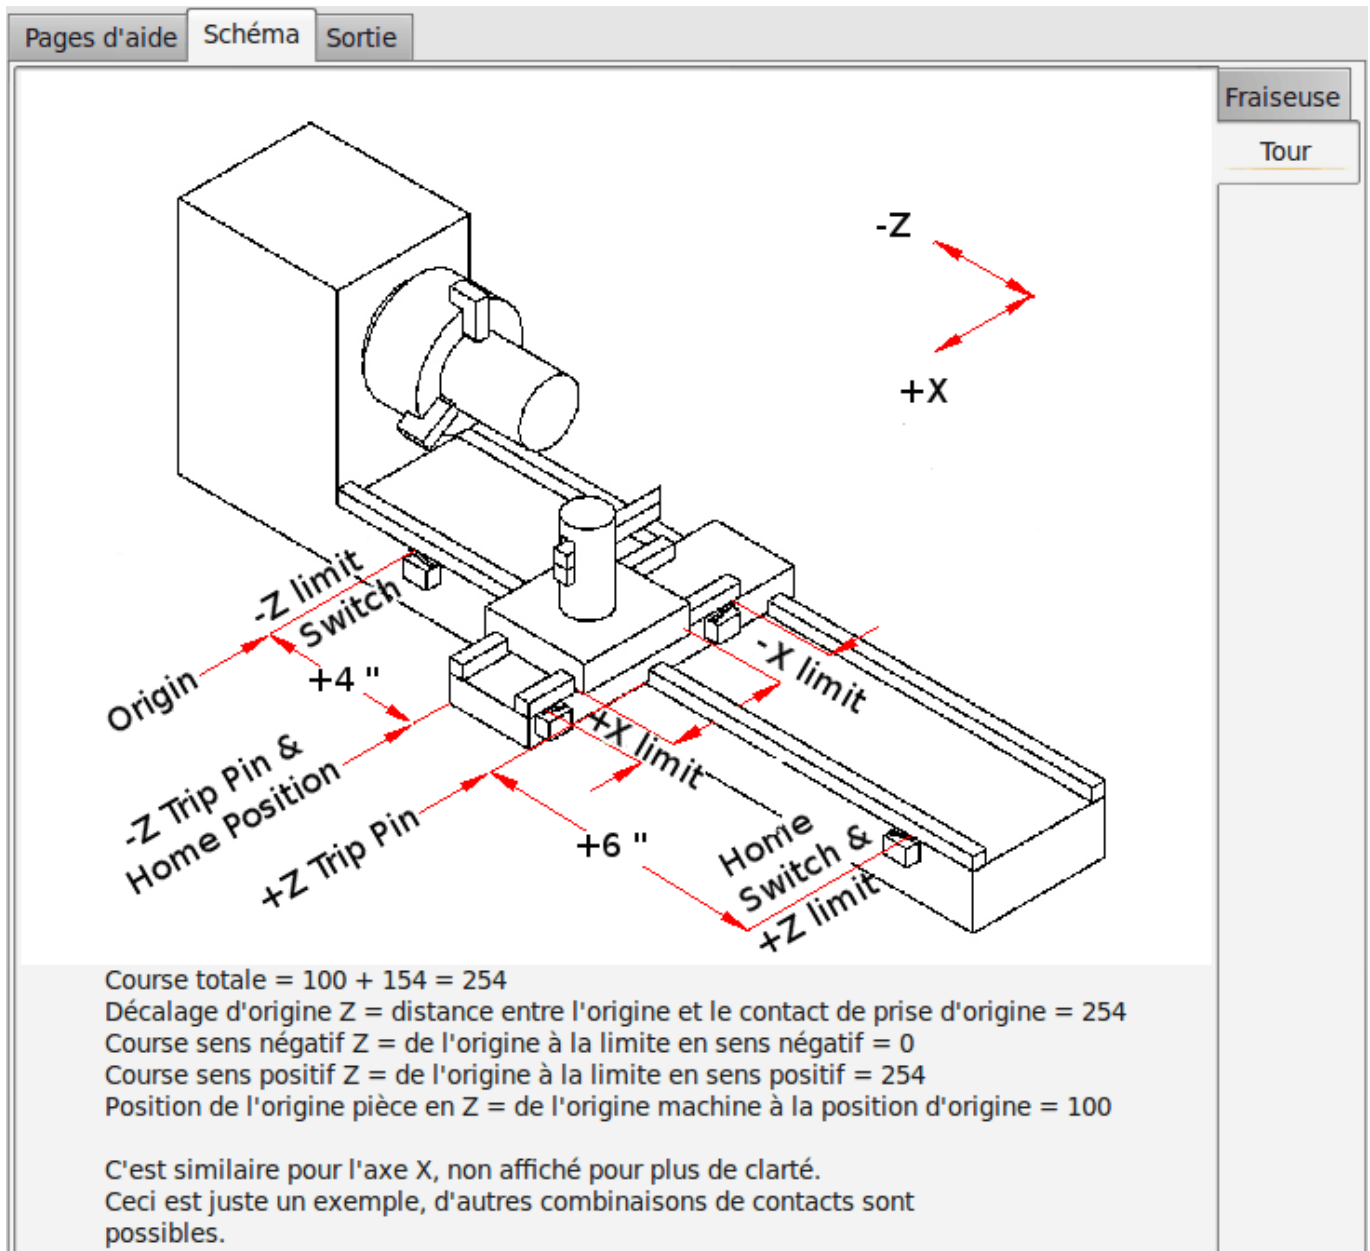 Pages d'aide
Schéma
Sortie
Fraiseuse
Tour
-Z
+X
-Z limit
Switch
Origin
+4 "
-X limit
+X limit
-Z Trip Pin &
Home Position
+Z Trip Pin
+6 "
Home
Switch &
+Z limit
Course totale = 100 + 154 = 254
Décalage d'origine Z = distance entre l'origine et le contact de prise d'origine = 254
Course sens négatif Z = de l'origine à la limite en sens négatif = 0
Course sens positif Z = de l'origine à la limite en sens positif = 254
Position de l'origine pièce en Z = de l'origine machine à la position d'origine = 100
C'est similaire pour l'axe X, non affiché pour plus de clarté.
Ceci est juste un exemple, d'autres combinaisons de contacts sont
possibles.